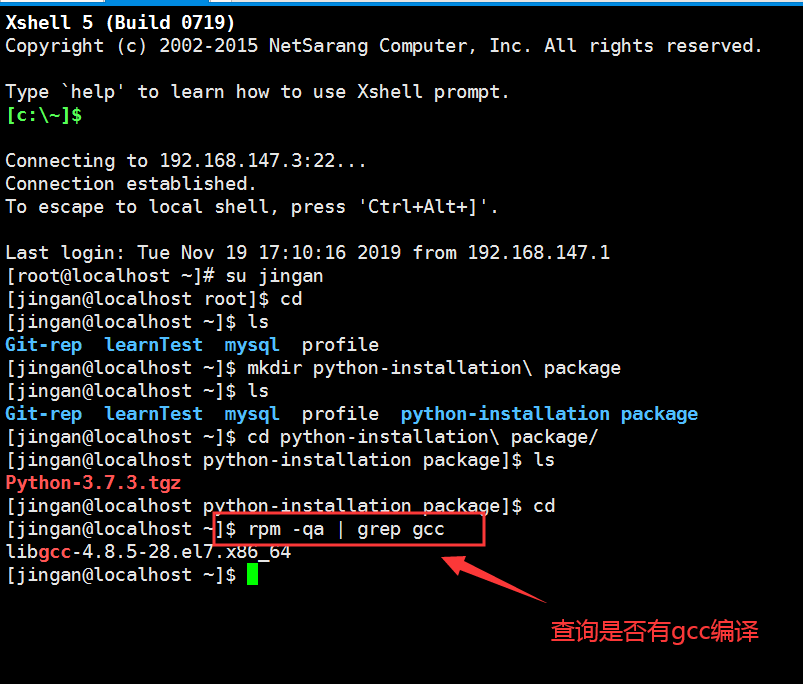 Xshell 5 (Build 0719)
Copyright (c) 2002-2015 NetSarang Computer, Inc. All rights reserved.
Type `help' to learn how to use Xshell prompt.
[c:\~]$
Connecting to 192.168.147.3:22...
Connection established.
To escape to local shell, press 'Ctrl+Alt+]'.
Last login: Tue Nov 19 17:10:16 2019 from 192.168.147.1
[root@localhost ~]# su jingan
[jingan@localhost root]$ cd
[jingan@localhost ~]$ ls
Git-rep  learnTest  mysql  profile
[jingan@localhost ~]$ mkdir python-installation\ package
[jingan@localhost ~]$ ls
Git-rep  learnTest  mysql  profile  python-installation package
[jingan@localhost ~]$ cd python-installation\ package/
[jingan@localhost python-installation package]$ ls
Python-3.7.3.tgz
[jingan@localhost python-installation package]$ cd
[jingan@localhost ~]$ rpm -qa | grep gcc
libgcc-4.8.5-28.el7.x86_64
[jingan@localhost ~]$
查询是否有gcc编译